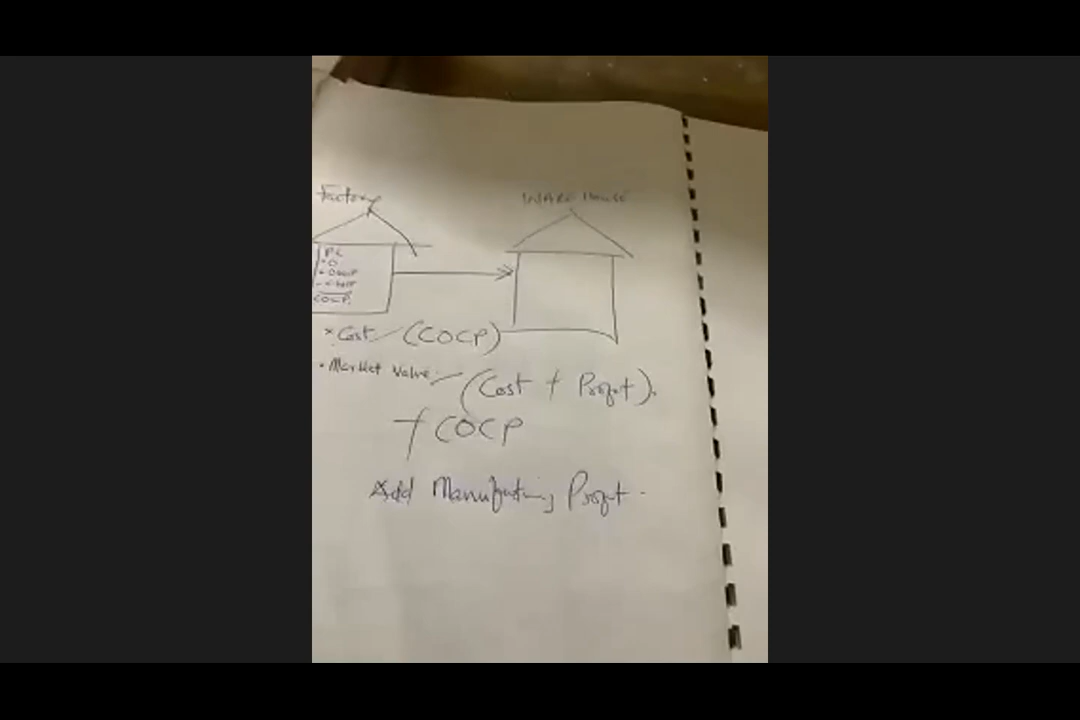 Factory
WARE HOUSE
PC
+ O
COCP
* Cost (COCP)
• Market Value (Cost + Profit).
+ COCP
Add Manufacturing Profit.